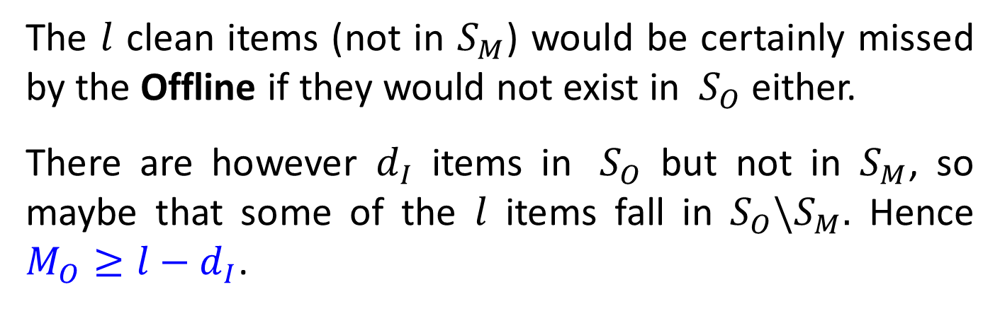 The l clean items (not in S_M) would be certainly missed
by the Offline if they would not exist in S_O either.
There are however d_I items in S_O but not in S_M, so
maybe that some of the l items fall in S_O\S_M. Hence
M_O ≥ l − d_I.